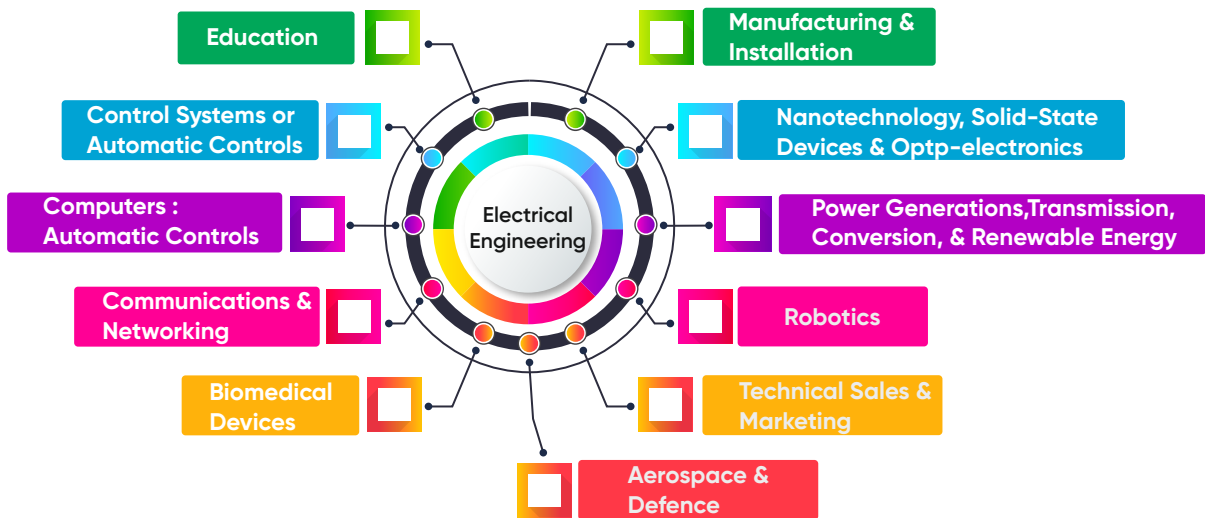 Education
Manufacturing &
Installation
Control Systems or
Automatic Controls
Nanotechnology, Solid-State
Devices & Optp-electronics
Computers :
Automatic Controls
Electrical
Engineering
Power Generations,Transmission,
Conversion, & Renewable Energy
Communications &
Networking
Robotics
Biomedical
Devices
Technical Sales &
Marketing
Aerospace &
Defence